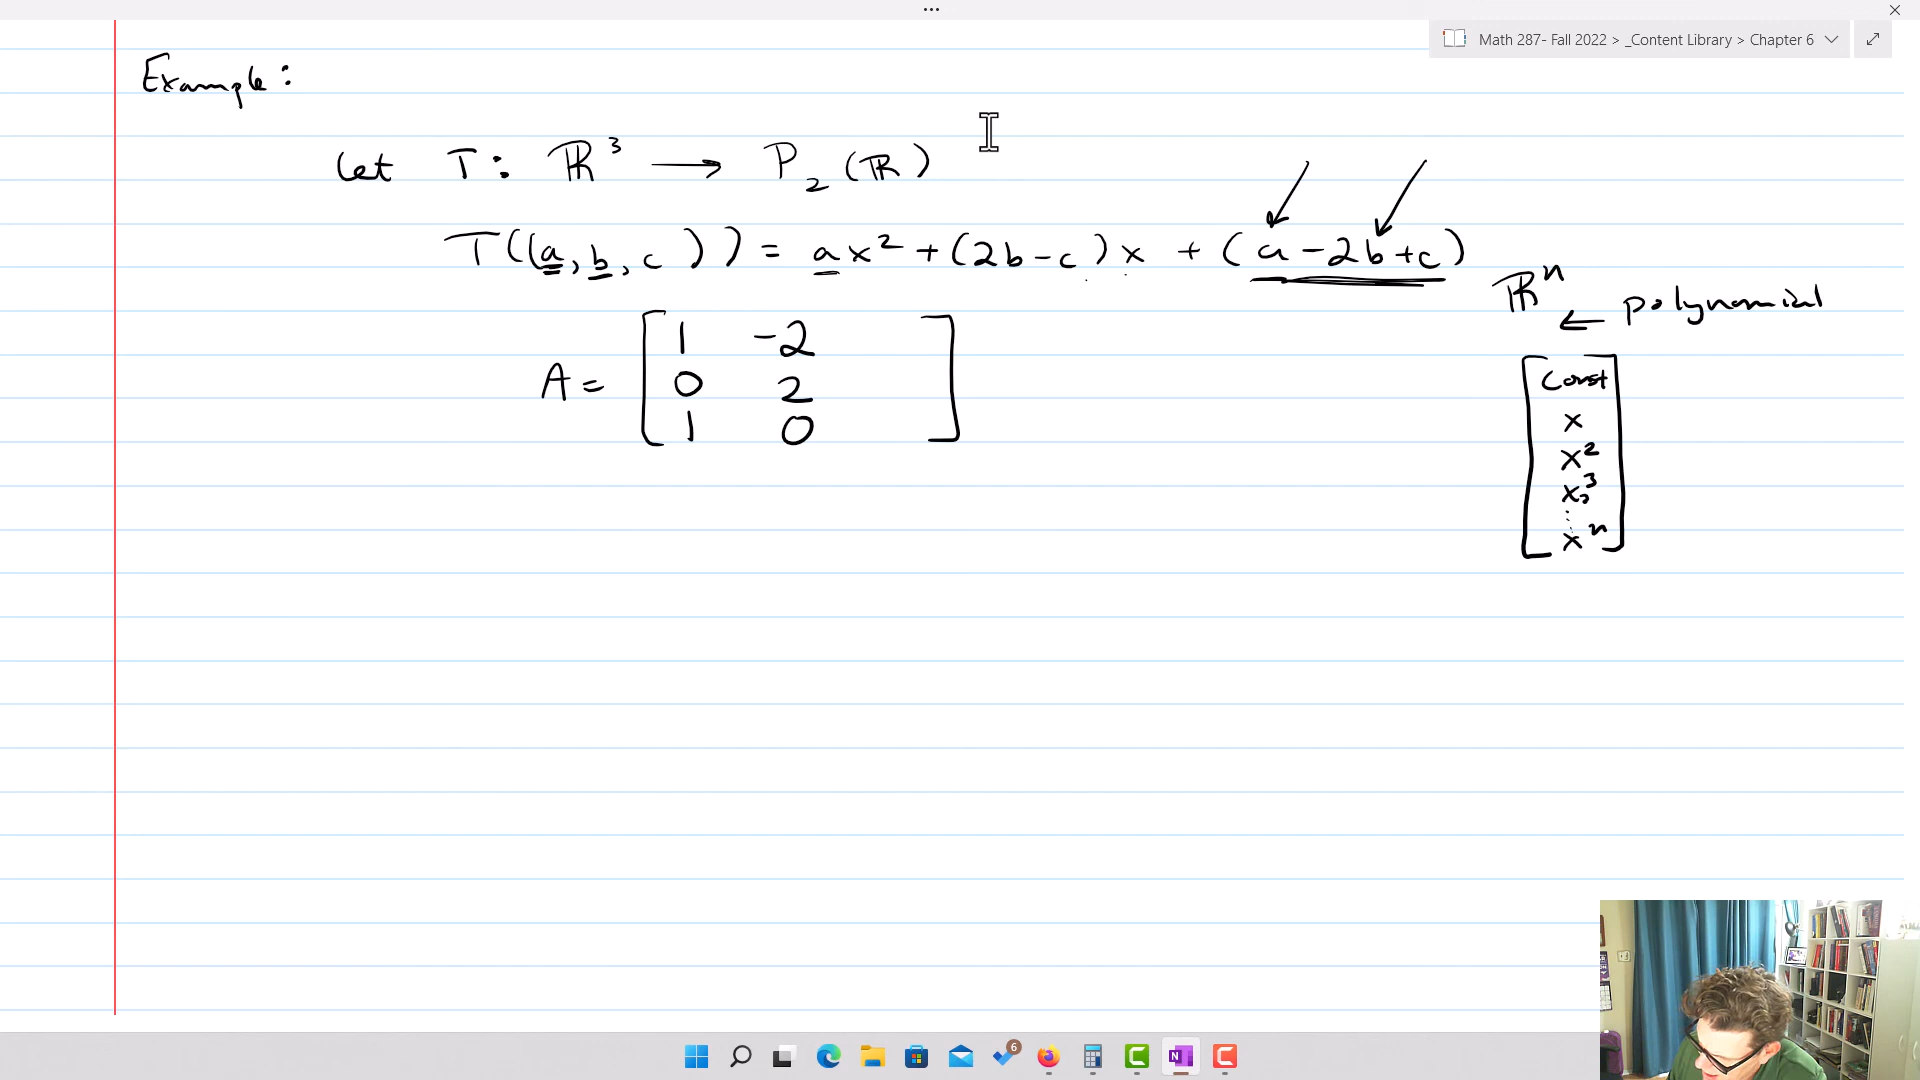 Math 287- Fall 2022 > _Content Library > Chapter 6
Example:
Let T: ℝ³ ⟶ P₂(ℝ)
T((a, b, c)) = ax² + (2b-c)x + (a-2b+c)
ℝⁿ ← polynomial
A = [1 -2
0 2
1 0]
[const
x
x²
x³
⋮
xⁿ]
6